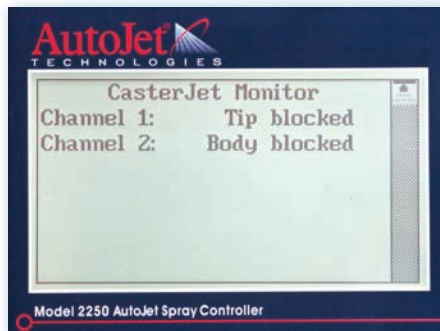 AutoJet
TECHNOLOGIES
CasterJet Monitor
Channel 1: Tip blocked
Channel 2: Body blocked
Model 2250 AutoJet Spray Controller